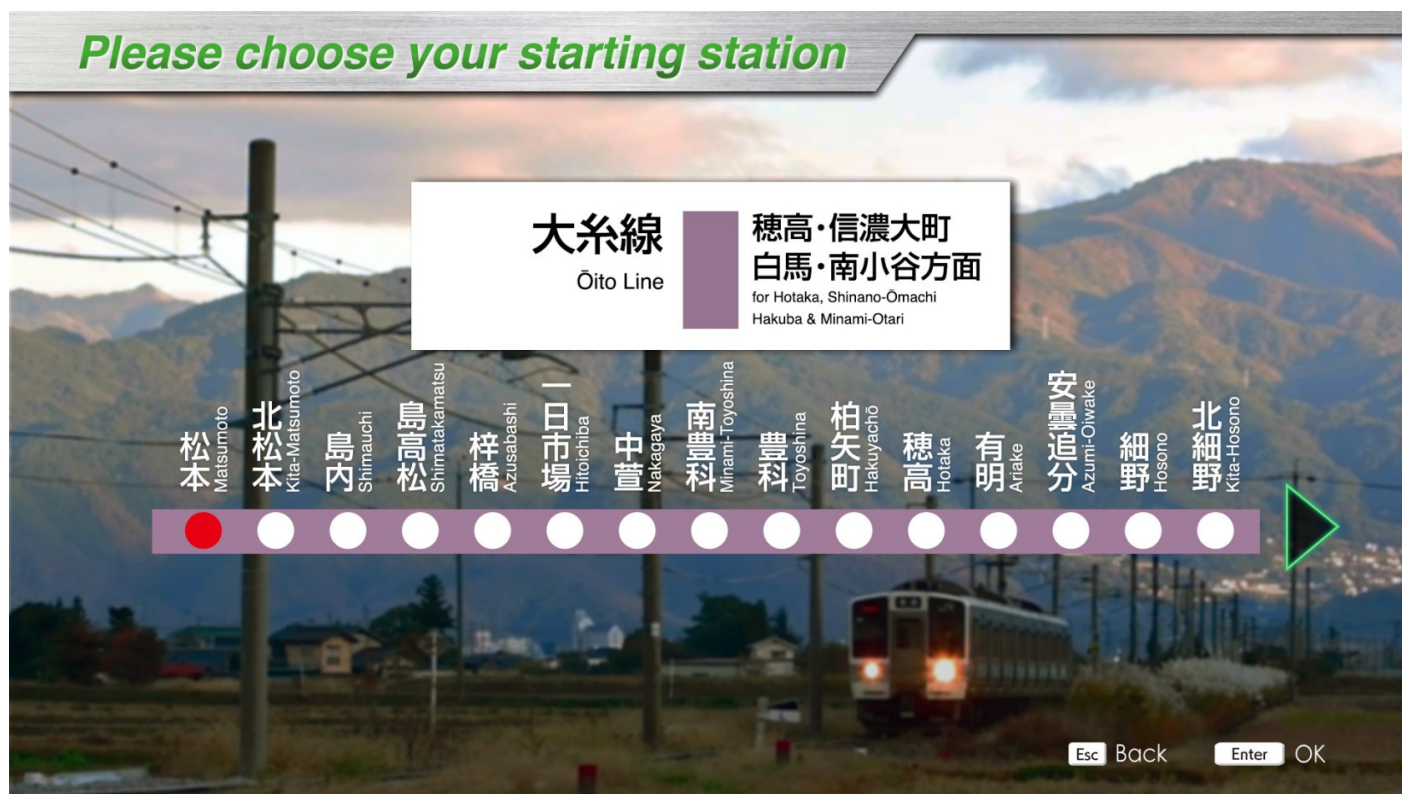 Please choose your starting station
大糸線
Ōito Line
穂高・信濃大町
白馬・南小谷方面
for Hotaka, Shinano-Ōmachi
Hakuba & Minami-Otari
松本
Matsumoto
北松本
Kita-Matsumoto
島内
Shimauchi
島高松
Shimatakamatsu
梓橋
Azusabashi
一日市場
Hitoichiba
中萱
Nakagaya
南豊科
Minami-Toyoshina
豊科
Toyoshina
柏矢町
Hakuyachō
穂高
Hotaka
有明
Ariake
安曇追分
Azumi-Oiwake
細野
Hosono
北細野
Kita-Hosono
Esc Back
Enter OK